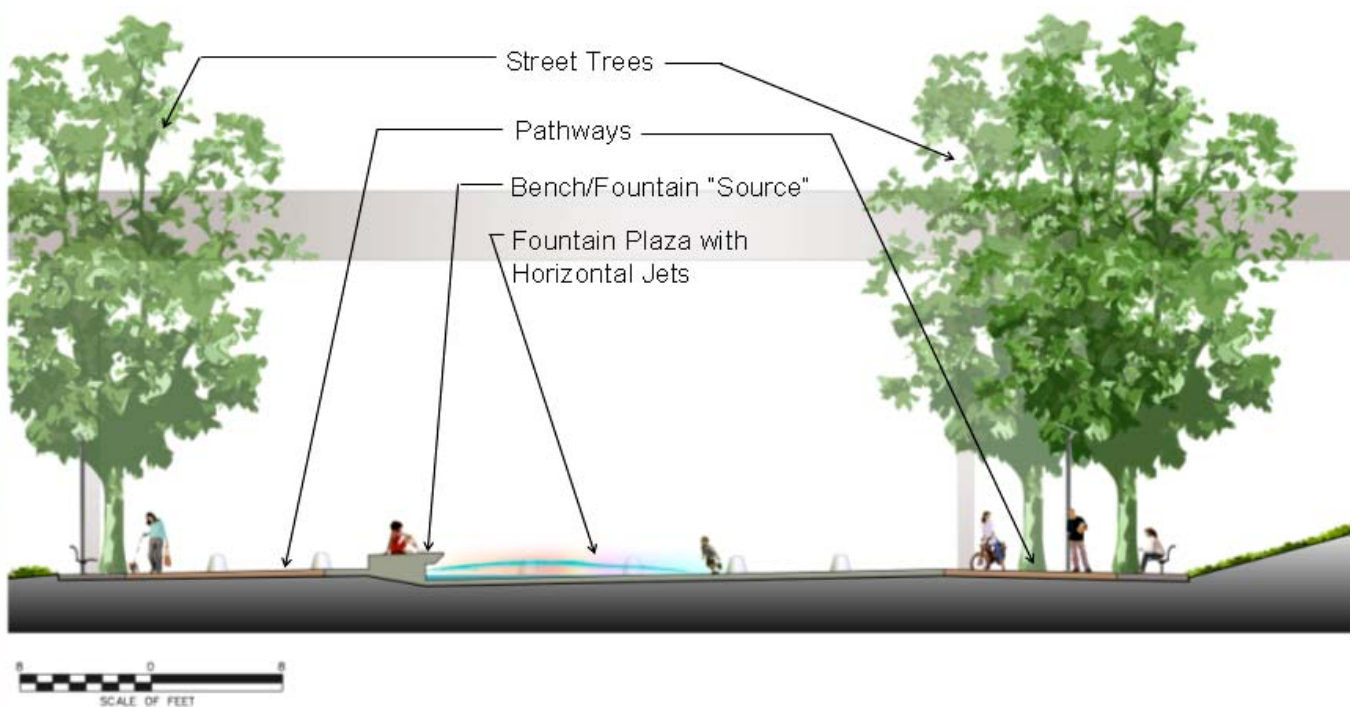 Street Trees
Pathways
Bench/Fountain "Source"
Fountain Plaza with
Horizontal Jets
8 0 8
SCALE OF FEET